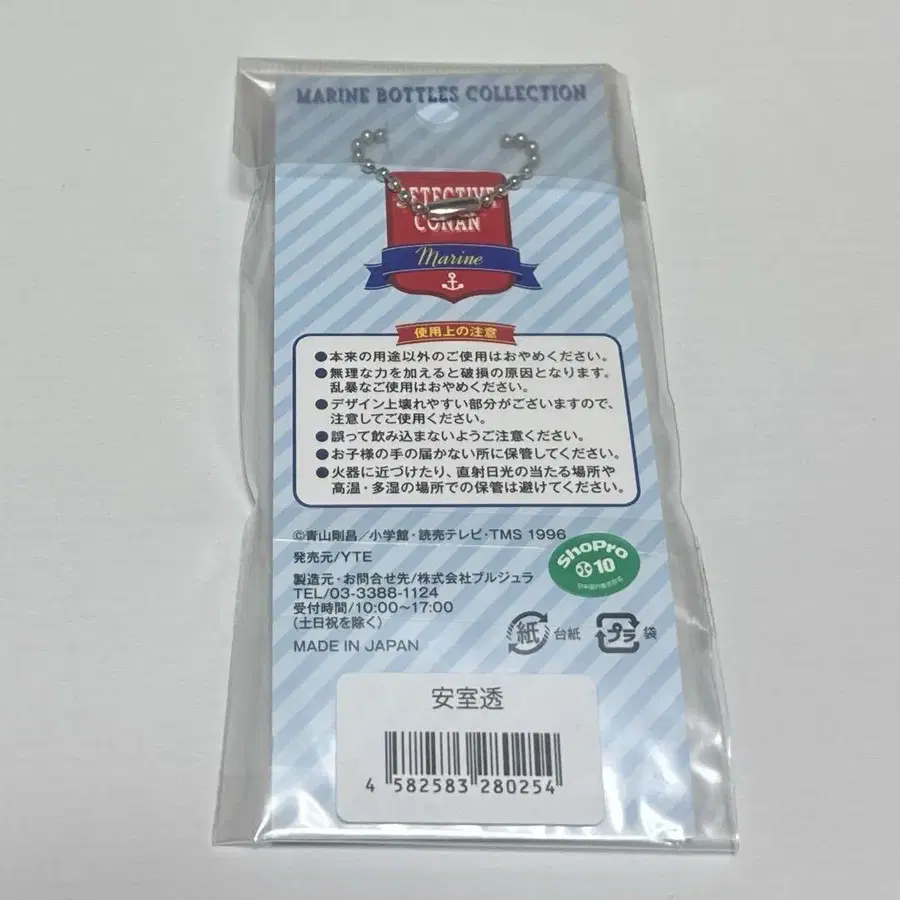 MARINE BOTTLES COLLECTION
DETECTIVE
CONAN
Marine
使用上の注意
●本来の用途以外のご使用はおやめください。
●無理な力を加えると破損の原因となります。
乱暴なご使用はおやめください。
●デザイン上壊れやすい部分がございますので、
注意してご使用ください。
●誤って飲み込まないようご注意ください。
●お子様の手の届かない所に保管してください。
●火器に近づけたり、直射日光の当たる場所や
高温・多湿の場所での保管は避けてください。
©青山剛昌/小学館・読売テレビ・TMS 1996
発売元/YTE
製造元・お問合せ先/株式会社プルジュラ
TEL/03-3388-1124
受付時間/10:00〜17:00
(土日祝を除く)
MADE IN JAPAN
ShoPro
10
紙 台紙
プラ 袋
安室透
4 582583 280254